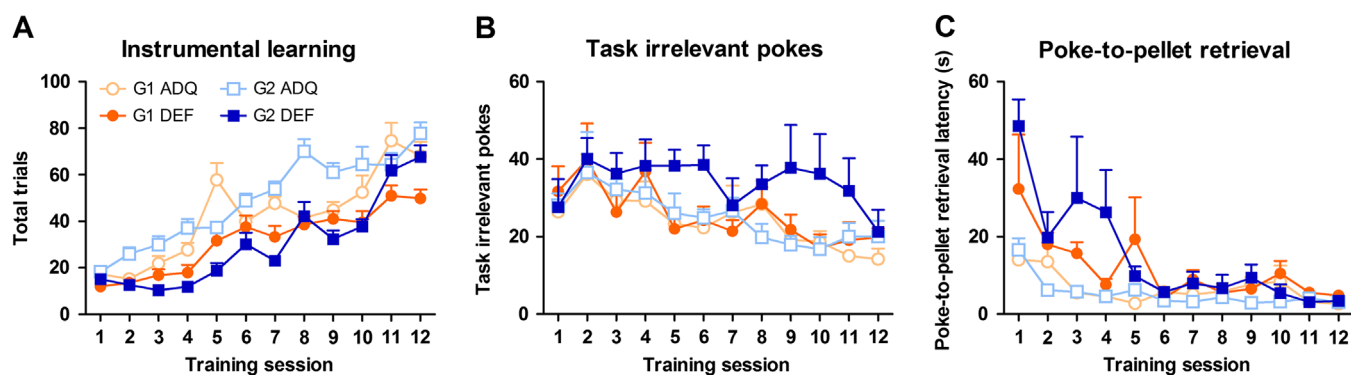 A
Instrumental learning
Total trials
100
80
60
40
20
0
G1 ADQ
G2 ADQ
G1 DEF
G2 DEF
1 2 3 4 5 6 7 8 9 10 11 12
Training session
B
Task irrelevant pokes
Task irrelevant pokes
60
40
20
0
1 2 3 4 5 6 7 8 9 10 11 12
Training session
C
Poke-to-pellet retrieval
Poke-to-pellet retrieval latency (s)
60
40
20
0
1 2 3 4 5 6 7 8 9 10 11 12
Training session